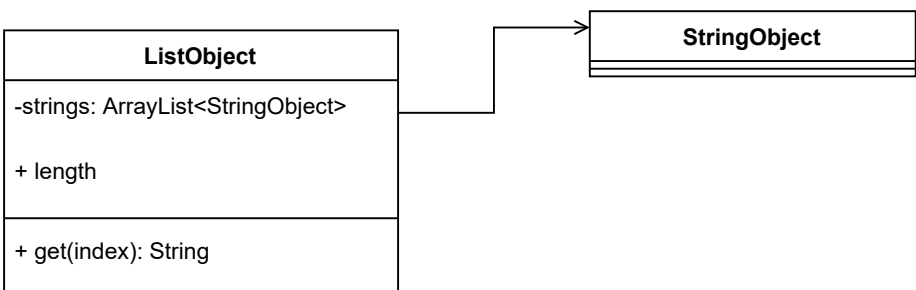 ListObject
-strings: ArrayList<StringObject>
+ length
+ get(index): String
StringObject